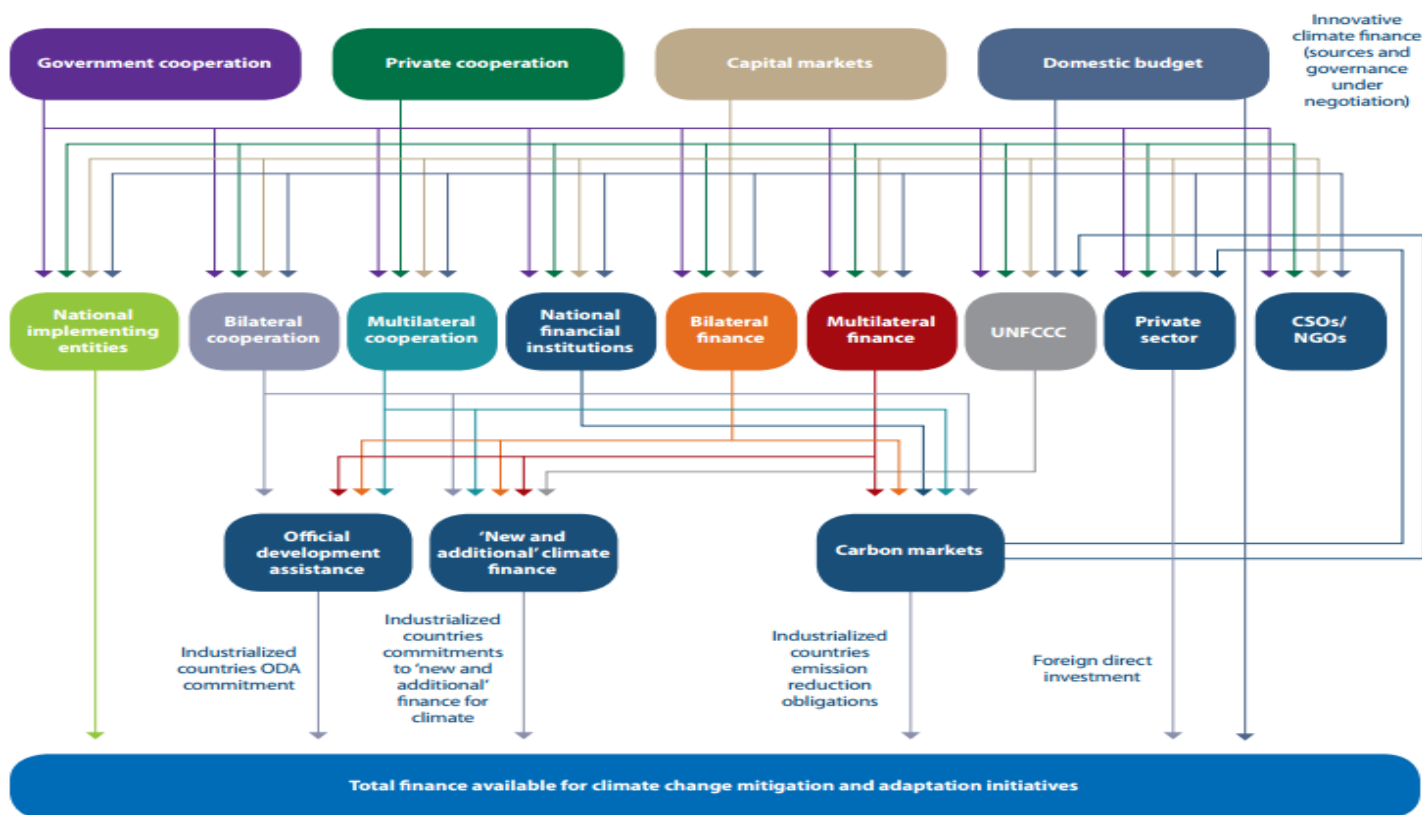 Innovative
climate finance
(sources and
governance
under
negotiation)
Government cooperation
Private cooperation
Capital markets
Domestic budget
National
implementing
entities
Bilateral
cooperation
Multilateral
cooperation
National
financial
institutions
Bilateral
finance
Multilateral
finance
UNFCCC
Private
sector
CSOs/
NGOs
Official
development
assistance
‘New and
additional’ climate
finance
Carbon markets
Industrialized
countries ODA
commitment
Industrialized
countries
commitments
to ‘new and
additional’
finance for
climate
Industrialized
countries
emission
reduction
obligations
Foreign direct
investment
Total finance available for climate change mitigation and adaptation initiatives